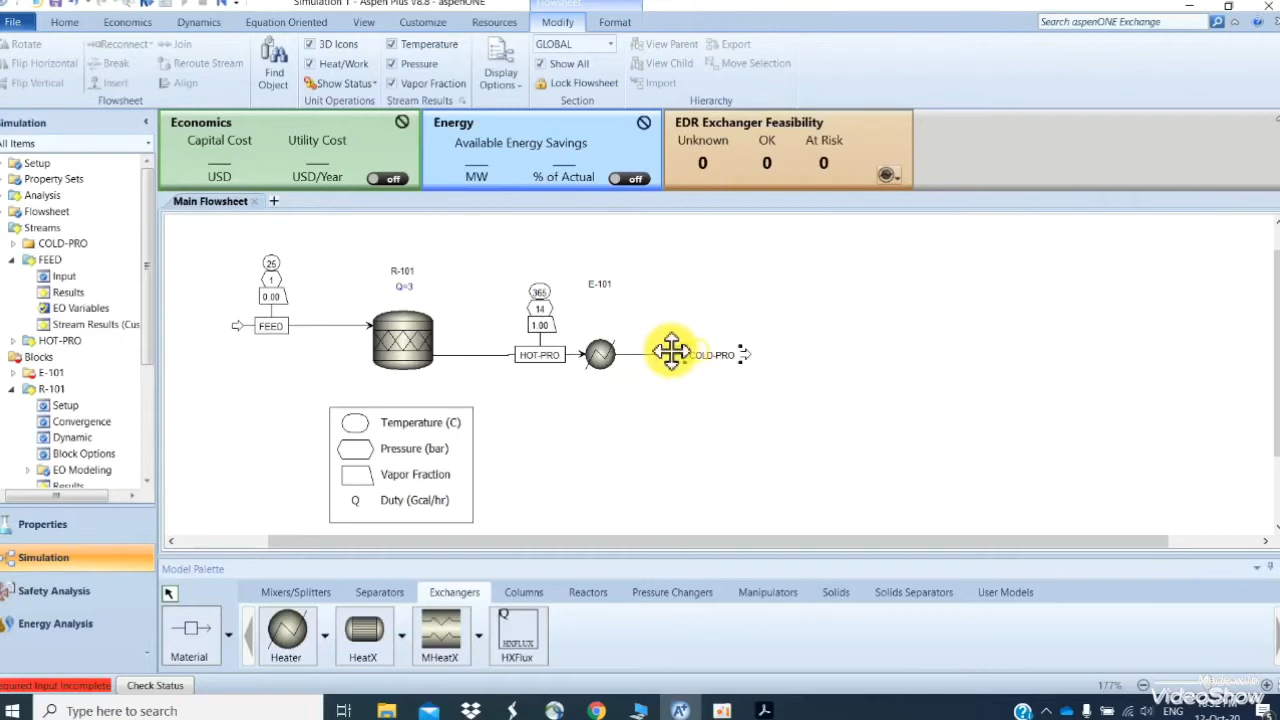 Simulation 1 - Aspen Plus V8.8 - aspenONE
File Home Economics Dynamics Equation Oriented View Customize Resources Modify Format Search aspenONE Exchange
Rotate Reconnect Join Find Object 3D Icons Temperature Display Options GLOBAL View Parent Export
Flip Horizontal Break Reroute Stream Heat/Work Pressure Show All View Child Move Selection
Flip Vertical Insert Align Show Status Vapor Fraction Lock Flowsheet Import
Flowsheet Unit Operations Stream Results Section Hierarchy
Simulation
All Items
Setup
Property Sets
Analysis
Flowsheet
Streams
COLD-PRO
FEED
Input
Results
EO Variables
Stream Results (Cus
HOT-PRO
Blocks
E-101
R-101
Setup
Convergence
Dynamic
Block Options
EO Modeling
Results
Properties
Simulation
Safety Analysis
Energy Analysis
Economics
Capital Cost Utility Cost
USD USD/Year off
Energy
Available Energy Savings
MW % of Actual off
EDR Exchanger Feasibility
Unknown OK At Risk
0 0 0
Main Flowsheet +
25
1
0.00
FEED
R-101
Q=3
365
14
1.00
HOT-PRO
E-101
COLD-PRO
Temperature (C)
Pressure (bar)
Vapor Fraction
Q Duty (Gcal/hr)
Model Palette
Mixers/Splitters Separators Exchangers Columns Reactors Pressure Changers Manipulators Solids Solids Separators User Models
Q
HXFLUX
Material Heater HeatX MHeatX HXFlux
equired Input Incomplete Check Status 177%
Made with
VideoShow
Type here to search ENG